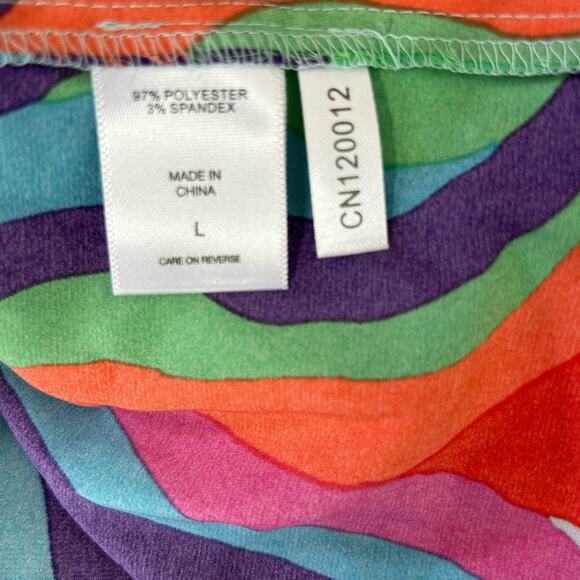 97% POLYESTER
3% SPANDEX
MADE IN
CHINA
L
CARE ON REVERSE
CN120012